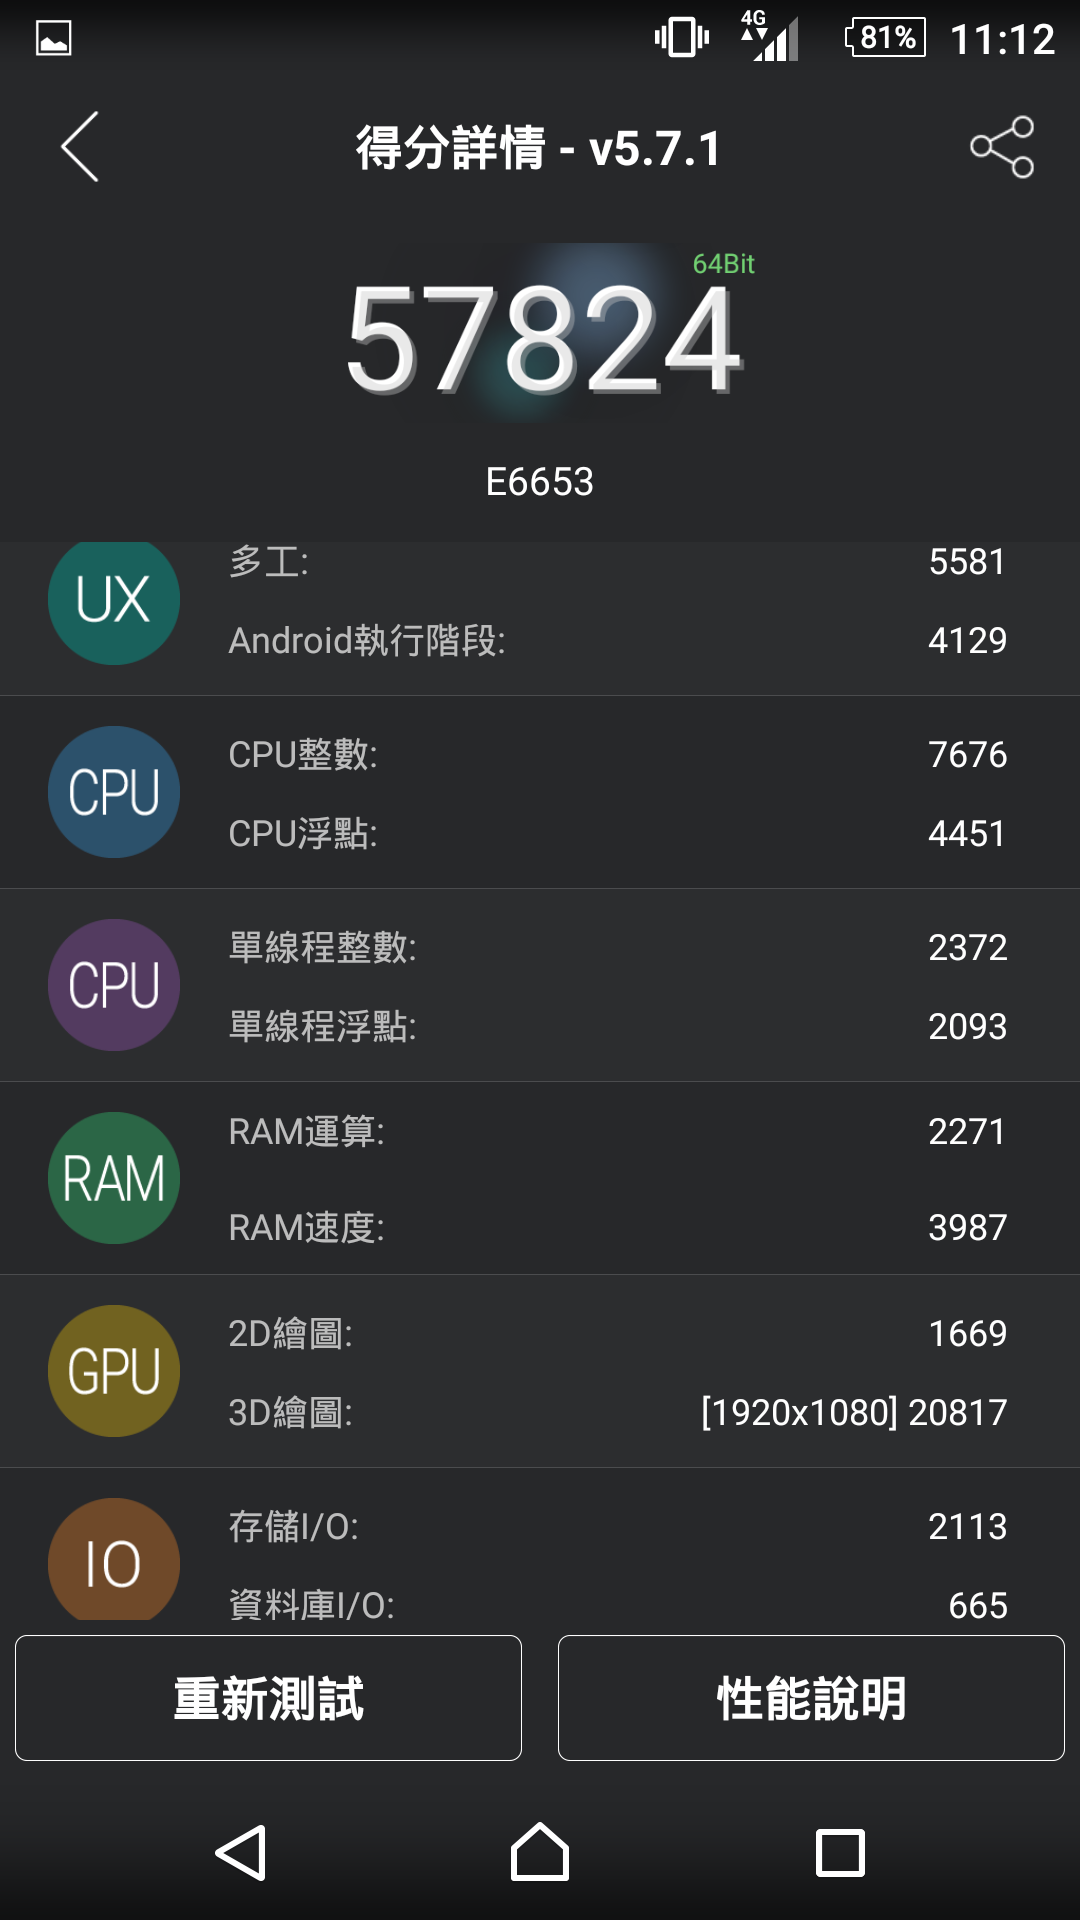 4G 81% 11:12
得分詳情 - v5.7.1
64Bit
57824
E6653
UX
多工: 5581
Android執行階段: 4129
CPU
CPU整數: 7676
CPU浮點: 4451
CPU
單線程整數: 2372
單線程浮點: 2093
RAM
RAM運算: 2271
RAM速度: 3987
GPU
2D繪圖: 1669
3D繪圖: [1920x1080] 20817
IO
存儲I/O: 2113
資料庫I/O: 665
重新測試 性能說明